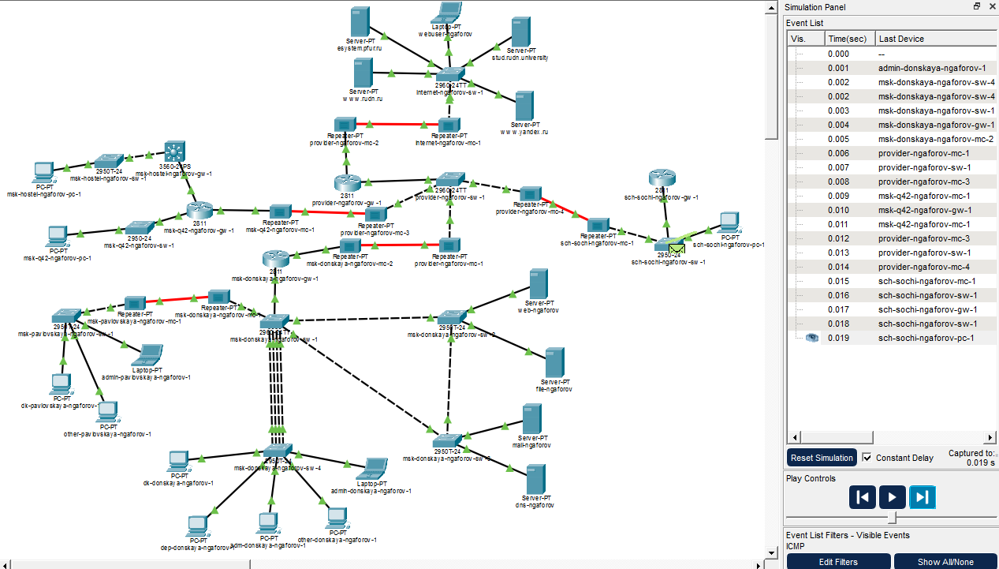 Server-PT
esystem.pfur.ru
Laptop-PT
webuser-ngaforov
Server-PT
stud.rudn.university
Server-PT
www.rudn.ru
2960-24TT
Internet-ngaforov-sw-1
Server-PT
www.yandex.ru
Repeater-PT
provider-ngaforov-mc-2
Repeater-PT
Internet-ngaforov-mc-1
PC-PT
msk-hostel-ngaforov-pc-1
2950T-24
msk-hostel-ngaforov-sw-1
3560-24PS
msk-hostel-ngaforov-gw-1
2811
provider-ngaforov-gw-1
2960-24TT
provider-ngaforov-sw-1
Repeater-PT
provider-ngaforov-mc-4
2811
sch-sochi-ngaforov-gw-1
PC-PT
msk-q42-ngaforov-pc-1
2950-24
msk-q42-ngaforov-sw-1
2811
msk-q42-ngaforov-gw-1
Repeater-PT
msk-q42-ngaforov-mc-1
Repeater-PT
provider-ngaforov-mc-3
Repeater-PT
sch-sochi-ngaforov-mc-1
2950-24
sch-sochi-ngaforov-sw-1
PC-PT
sch-sochi-ngaforov-pc-1
2811
msk-donskaya-ngaforov-gw-1
Repeater-PT
msk-donskaya-ngaforov-mc-2
Repeater-PT
provider-ngaforov-mc-1
2950T-24
msk-pavlovskaya-ngaforov-sw-1
Repeater-PT
msk-pavlovskaya-ngaforov-mc-1
Repeater-PT
msk-donskaya-ngaforov-mc-1
2960-24TT
msk-donskaya-ngaforov-sw-1
2950T-24
msk-donskaya-ngaforov-sw-2
Server-PT
web-ngaforov
Laptop-PT
admin-pavlovskaya-ngaforov-1
PC-PT
dk-pavlovskaya-ngaforov-1
PC-PT
other-pavlovskaya-ngaforov-1
Server-PT
file-ngaforov
2950T-24
msk-donskaya-ngaforov-sw-3
Server-PT
mail-ngaforov
Server-PT
dns-ngaforov
2950T-24
msk-donskaya-ngaforov-sw-4
PC-PT
dk-donskaya-ngaforov-1
Laptop-PT
admin-donskaya-ngaforov-1
PC-PT
dep-donskaya-ngaforov-1
PC-PT
adm-donskaya-ngaforov-1
PC-PT
other-donskaya-ngaforov-1
Simulation Panel
Event List
Vis. Time(sec) Last Device
0.000 --
0.001 admin-donskaya-ngaforov-1
0.002 msk-donskaya-ngaforov-sw-4
0.002 msk-donskaya-ngaforov-sw-4
0.003 msk-donskaya-ngaforov-sw-1
0.004 msk-donskaya-ngaforov-gw-1
0.005 msk-donskaya-ngaforov-mc-2
0.006 provider-ngaforov-mc-1
0.007 provider-ngaforov-sw-1
0.008 provider-ngaforov-mc-3
0.009 msk-q42-ngaforov-mc-1
0.010 msk-q42-ngaforov-gw-1
0.011 msk-q42-ngaforov-mc-1
0.012 provider-ngaforov-mc-3
0.013 provider-ngaforov-sw-1
0.014 provider-ngaforov-mc-4
0.015 sch-sochi-ngaforov-mc-1
0.016 sch-sochi-ngaforov-sw-1
0.017 sch-sochi-ngaforov-gw-1
0.018 sch-sochi-ngaforov-sw-1
0.019 sch-sochi-ngaforov-pc-1
Reset Simulation
Constant Delay
Captured to:
0.019 s
Play Controls
Event List Filters - Visible Events
ICMP
Edit Filters
Show All/None